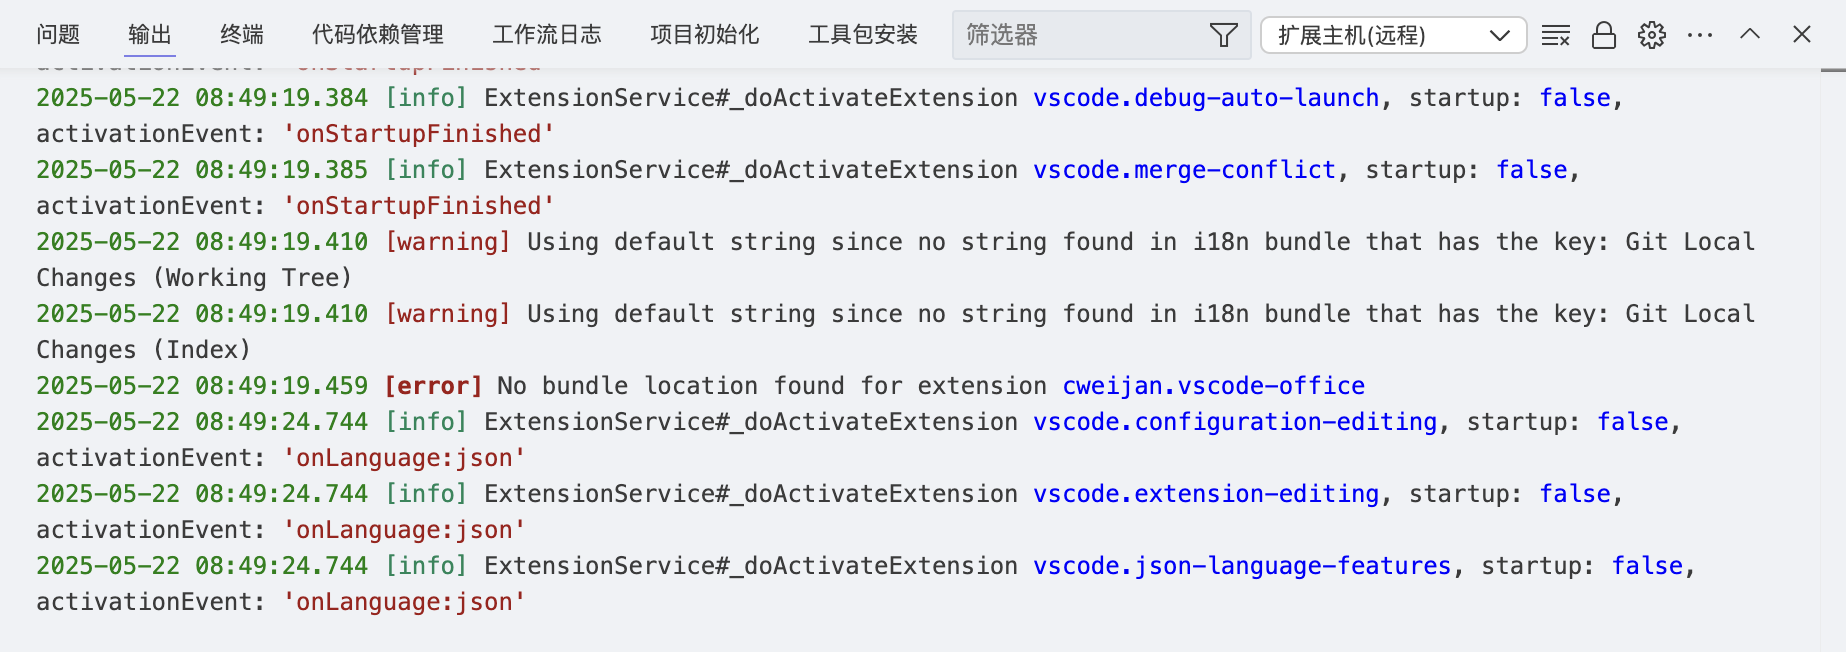 问题 输出 终端 代码依赖管理 工作流日志 项目初始化 工具包安装 筛选器 扩展主机(远程)
activationEvent: 'onStartupFinished'
2025-05-22 08:49:19.384 [info] ExtensionService#_doActivateExtension vscode.debug-auto-launch, startup: false,
activationEvent: 'onStartupFinished'
2025-05-22 08:49:19.385 [info] ExtensionService#_doActivateExtension vscode.merge-conflict, startup: false,
activationEvent: 'onStartupFinished'
2025-05-22 08:49:19.410 [warning] Using default string since no string found in i18n bundle that has the key: Git Local
Changes (Working Tree)
2025-05-22 08:49:19.410 [warning] Using default string since no string found in i18n bundle that has the key: Git Local
Changes (Index)
2025-05-22 08:49:19.459 [error] No bundle location found for extension cweijan.vscode-office
2025-05-22 08:49:24.744 [info] ExtensionService#_doActivateExtension vscode.configuration-editing, startup: false,
activationEvent: 'onLanguage:json'
2025-05-22 08:49:24.744 [info] ExtensionService#_doActivateExtension vscode.extension-editing, startup: false,
activationEvent: 'onLanguage:json'
2025-05-22 08:49:24.744 [info] ExtensionService#_doActivateExtension vscode.json-language-features, startup: false,
activationEvent: 'onLanguage:json'